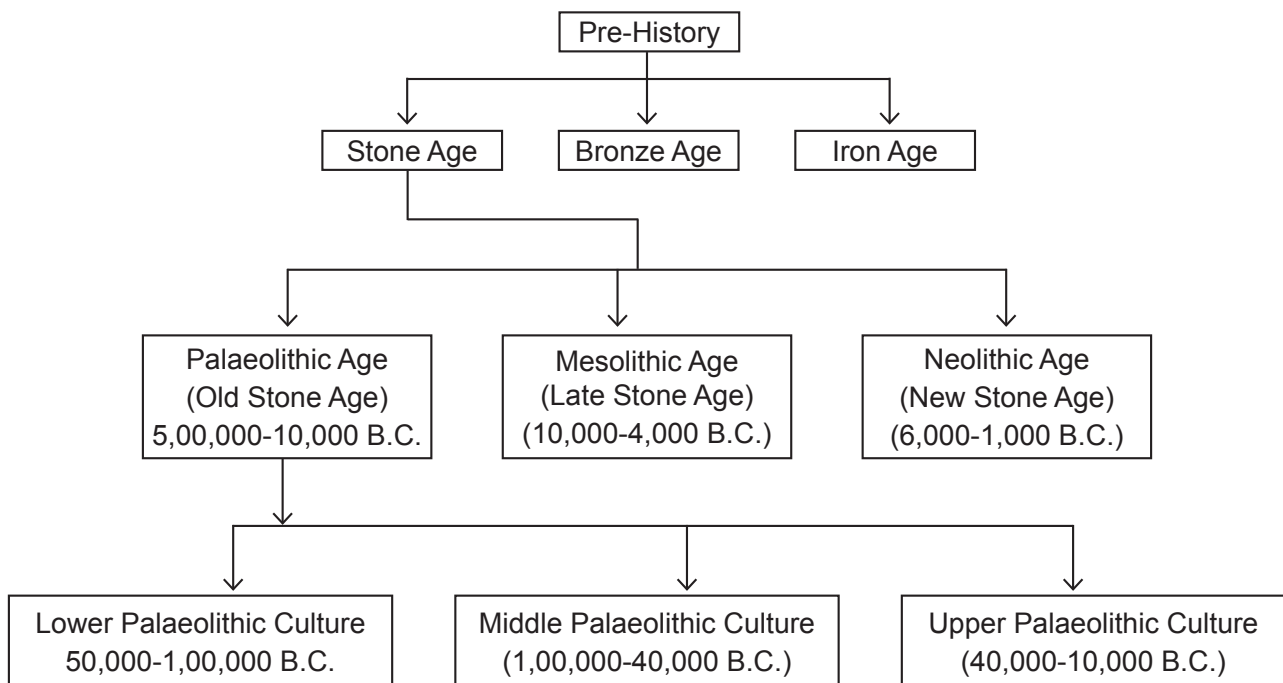 Pre-History
Stone Age
Bronze Age
Iron Age
Palaeolithic Age
(Old Stone Age)
5,00,000-10,000 B.C.
Mesolithic Age
(Late Stone Age)
(10,000-4,000 B.C.)
Neolithic Age
(New Stone Age)
(6,000-1,000 B.C.)
Lower Palaeolithic Culture
50,000-1,00,000 B.C.
Middle Palaeolithic Culture
(1,00,000-40,000 B.C.)
Upper Palaeolithic Culture
(40,000-10,000 B.C.)